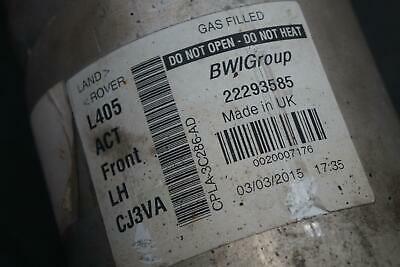 GAS FILLED
DO NOT OPEN - DO NOT HEAT
LAND>
<ROVER
L405
ACT
Front
LH
CJ3VA
CPLA-3C286-AD
BWIGroup
22293585
Made in UK
0020007176
03/03/2015 17:35